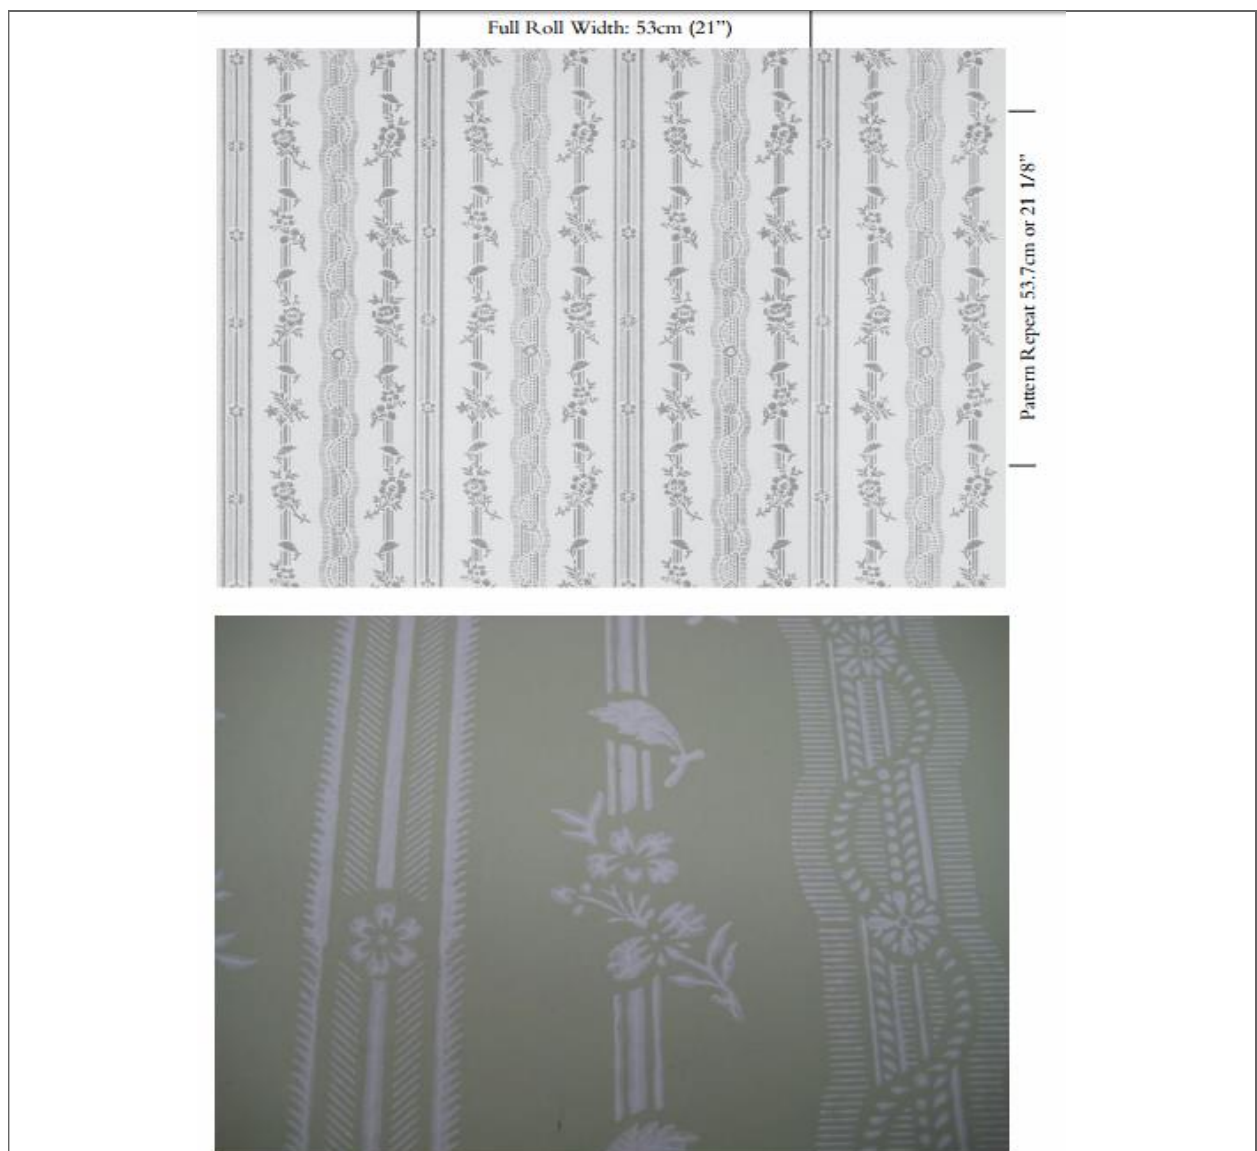 Full Roll Width: 53cm (21”)
Pattern Repeat 53.7cm or 21 1/8”